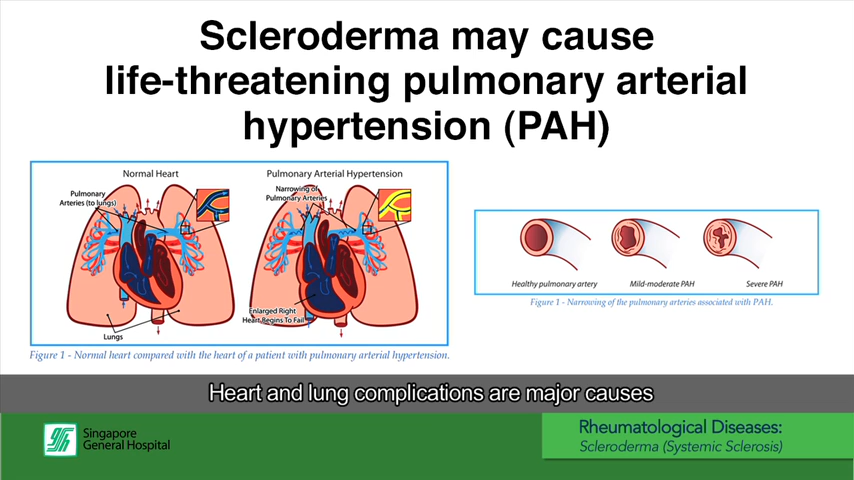 Scleroderma may cause
life-threatening pulmonary arterial
hypertension (PAH)
Normal Heart
Pulmonary Arterial Hypertension
Pulmonary
Arteries (to lungs)
Narrowing of
Pulmonary Arteries
Enlarged Right
Heart Begins To Fail
Lungs
Figure 1 - Normal heart compared with the heart of a patient with pulmonary arterial hypertension.
Healthy pulmonary artery
Mild-moderate PAH
Severe PAH
Figure 1 - Narrowing of the pulmonary arteries associated with PAH.
Heart and lung complications are major causes
Singapore
General Hospital
Rheumatological Diseases:
Scleroderma (Systemic Sclerosis)